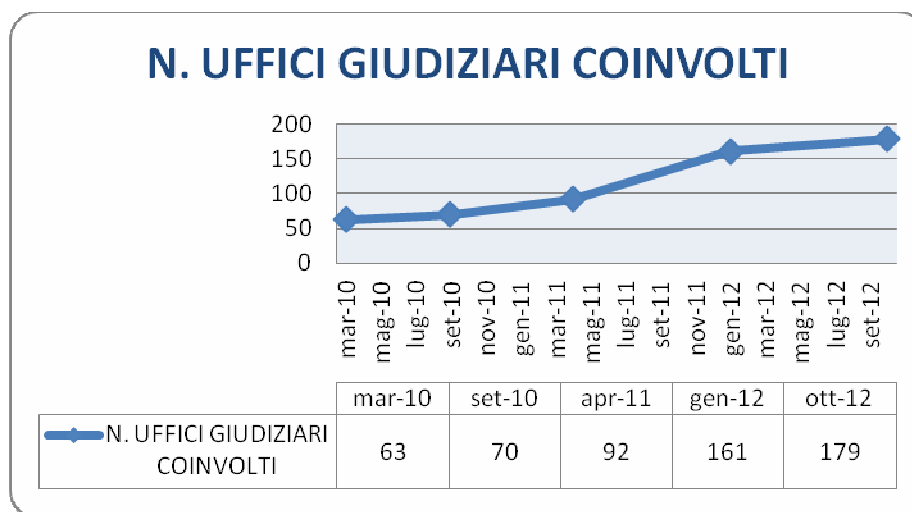 N. UFFICI GIUDIZIARI COINVOLTI
200
150
100
50
0
mar-10
mag-10
lug-10
set-10
nov-10
gen-11
mar-11
mag-11
lug-11
set-11
nov-11
gen-12
mar-12
mag-12
lug-12
set-12
mar-10 set-10 apr-11 gen-12 ott-12
N. UFFICI GIUDIZIARI
COINVOLTI
63 70 92 161 179